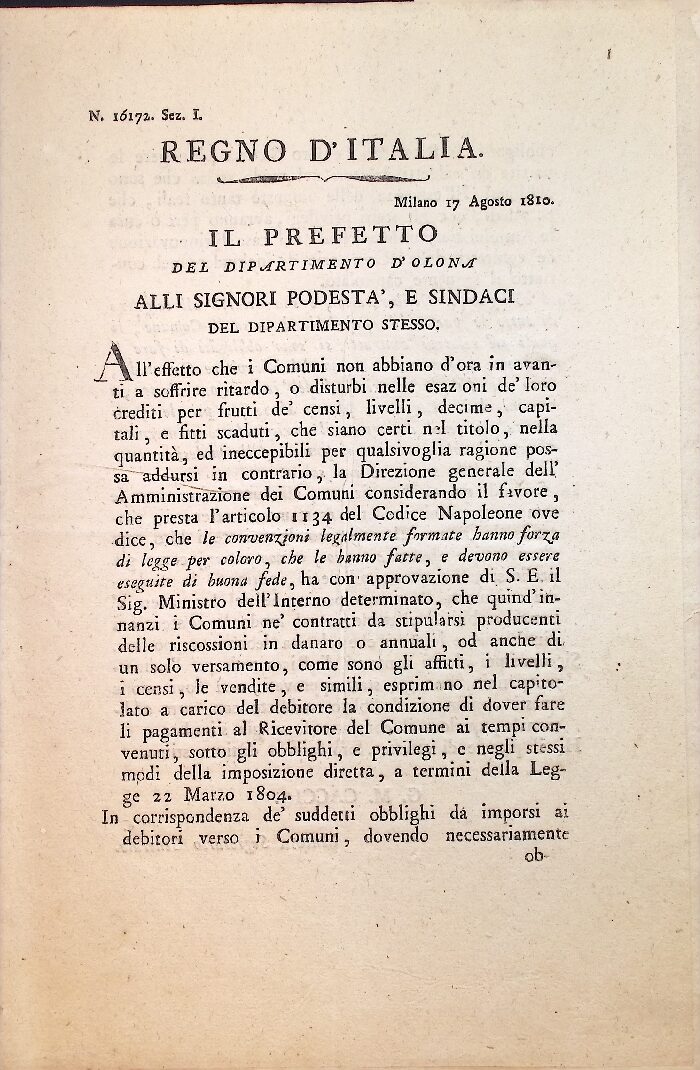 N. 16172. Sez. I.
REGNO D'ITALIA.
Milano 17 Agosto 1810.
IL PREFETTO
DEL DIPARTIMENTO D'OLONA
ALLI SIGNORI PODESTA', E SINDACI
DEL DIPARTIMENTO STESSO.
All'effetto che i Comuni non abbiano d'ora in avan-
ti a soffrire ritardo, o disturbi nelle esaz oni de' loro
crediti per frutti de' censi, livelli, decime, capi-
tali, e fitti scaduti, che siano certi nel titolo, nella
quantità, ed ineccepibili per qualsivoglia ragione pos-
sa addursi in contrario, la Direzione generale dell'
Amministrazione dei Comuni considerando il favore,
che presta l'articolo 1134 del Codice Napoleone ove
dice, che le convenzioni legalmente formate hanno forza
di legge per coloro, che le hanno fatte, e devono essere
eseguite di buona fede, ha con approvazione di S. E. il
Sig. Ministro dell'Interno determinato, che quind'in-
nanzi i Comuni ne' contratti da stipularsi producenti
delle riscossioni in danaro o annuali, od anche di
un solo versamento, come sono gli affitti, i livelli,
i censi, le vendite, e simili, esprim no nel capito-
lato a carico del debitore la condizione di dover fare
li pagamenti al Ricevitore del Comune ai tempi con-
venuti, sotto gli obblighi, e privilegi, e negli stessi
modi della imposizione diretta, a termini della Leg-
ge 22 Marzo 1804.
In corrispondenza de' suddetti obblighi da imporsi ai
debitori verso i Comuni, dovendo necessariamente
ob-